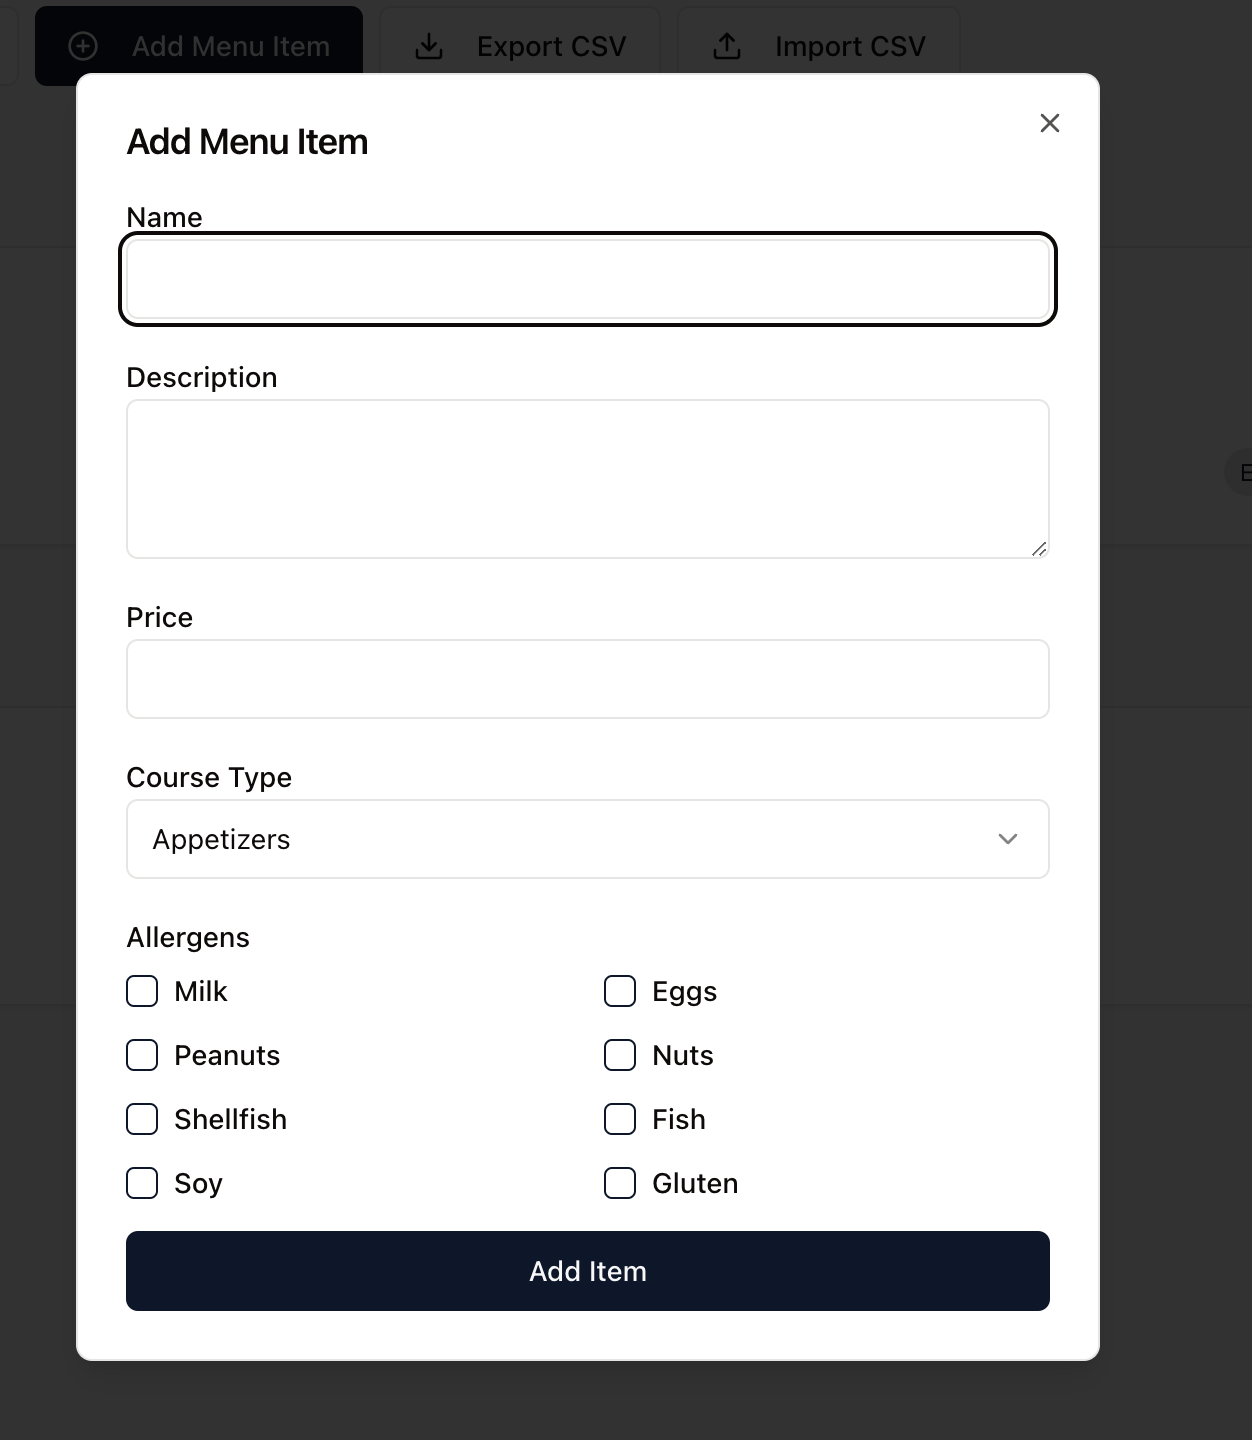 Add Menu Item Export CSV Import CSV
Add Menu Item
Name
Description
Price
Course Type
Appetizers
Allergens
Milk Eggs
Peanuts Nuts
Shellfish Fish
Soy Gluten
Add Item